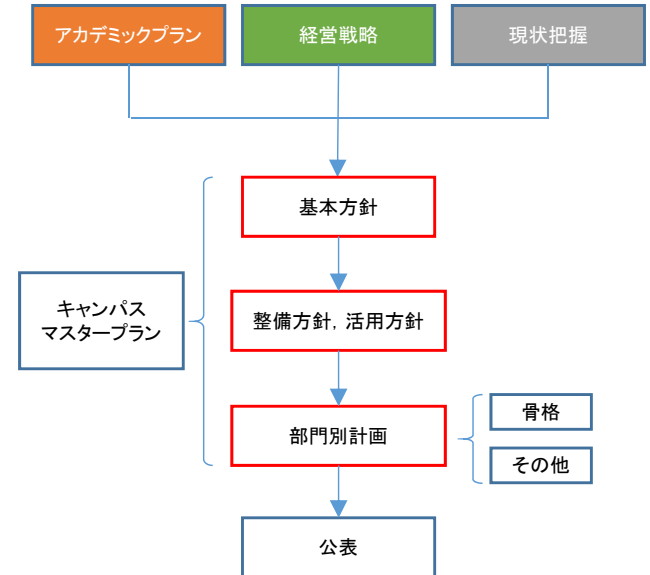 アカデミックプラン
経営戦略
現状把握
基本方針
キャンパス
マスタープラン
整備方針，活用方針
部門別計画
骨格
その他
公表